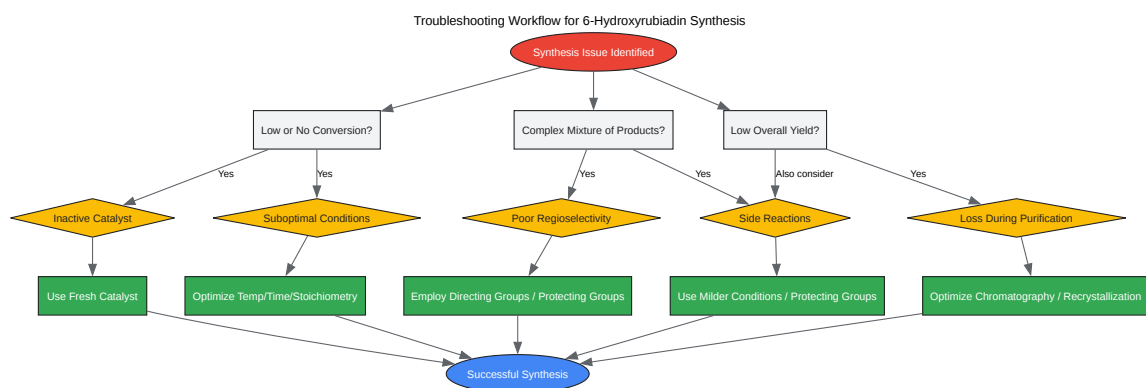 Troubleshooting Workflow for 6-Hydroxyrubiadin Synthesis
Synthesis Issue Identified
Low or No Conversion?
Complex Mixture of Products?
Low Overall Yield?
Yes
Yes
Yes
Yes
Also consider
Yes
Inactive Catalyst
Suboptimal Conditions
Poor Regioselectivity
Side Reactions
Loss During Purification
Use Fresh Catalyst
Optimize Temp/Time/Stoichiometry
Employ Directing Groups / Protecting Groups
Use Milder Conditions / Protecting Groups
Optimize Chromatography / Recrystallization
Successful Synthesis